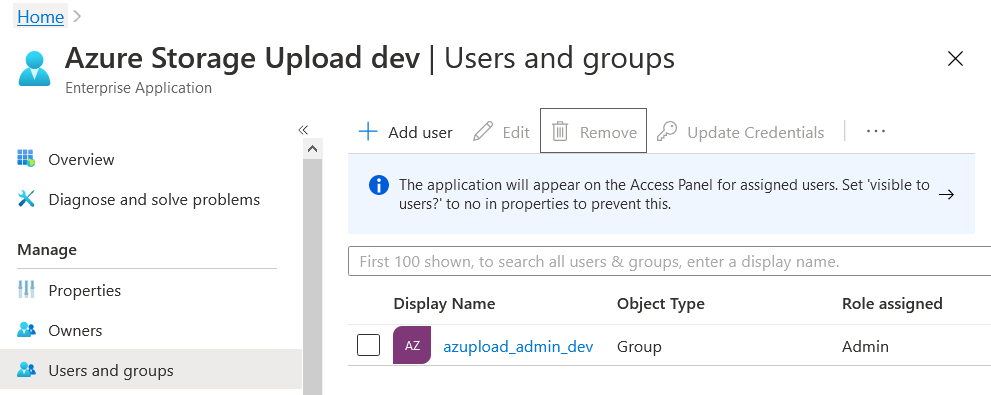 Home
Azure Storage Upload dev | Users and groups
Enterprise Application
Overview
Diagnose and solve problems
Manage
Properties
Owners
Users and groups
Add user Edit Remove Update Credentials
The application will appear on the Access Panel for assigned users. Set 'visible to
users?' to no in properties to prevent this.
First 100 shown, to search all users & groups, enter a display name.
Display Name Object Type Role assigned
AZ azupload_admin_dev Group Admin